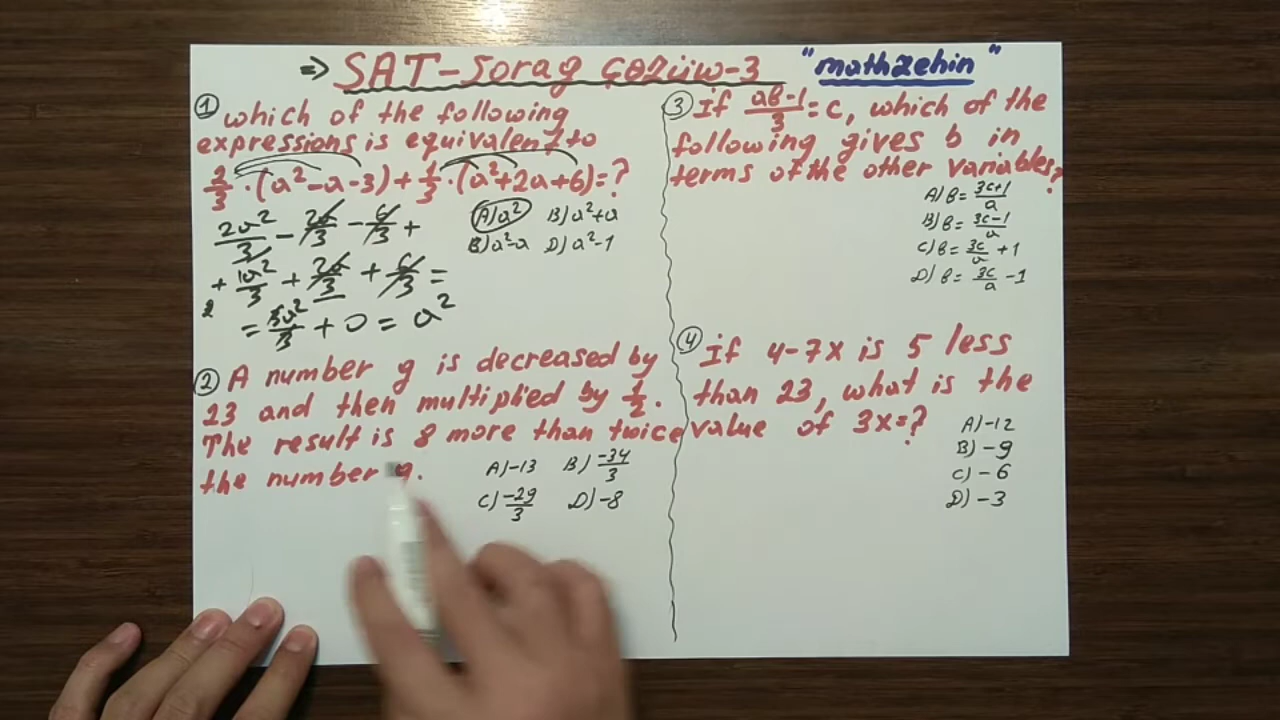 ⇒ SAT-Sorag çözüw-3 "mathzehin"
① which of the following
expressions is equivalent to
2/3 · (a² - a - 3) + 1/3 · (a² + 2a + 6) = ?
A) a² B) a²+a
B) a²-a D) a²-1
2a²/3 - 2a/3 - 6/3 +
+ 1a²/3 + 2a/3 + 6/3 =
= 3a²/3 + 0 = a²
② A number g is decreased by
23 and then multiplied by 1/2.
The result is 8 more than twice
the number g.
A) -13 B) -34/3
C) -29/3 D) -8
③ If ab-1/3 = c, which of the
following gives b in
terms of the other variables?
A) b = 3c+1/a
B) b = 3c-1/a
C) b = 3c/a + 1
D) b = 3c/a - 1
④ If 4-7x is 5 less
than 23, what is the
value of 3x=?
A) -12
B) -9
C) -6
D) -3